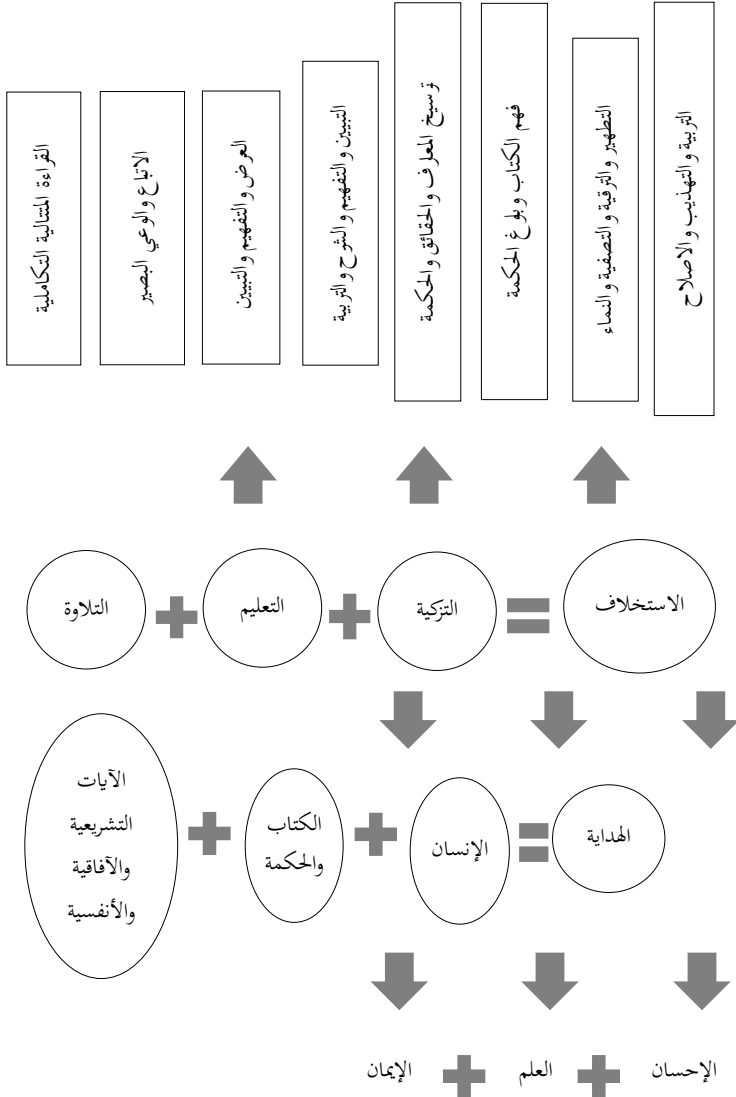 القراءة المتتالية التكاملية
الاتباع والوعي البصير
العرض والتفهيم والتبيين
التبيين والتفهيم والشرح والتربية
ترسيخ المعارف والحقائق والحكمة
فهم الكتاب وبلوغ الحكمة
التطهير والترقية والتصفية والنماء
التربية والتهذيب والاصلاح
التلاوة
التعليم
التزكية
الاستخلاف
الآيات
التشريعية
والآفاقية
والأنفسية
الكتاب
والحكمة
الإنسان
الهداية
الإيمان
العلم
الإحسان